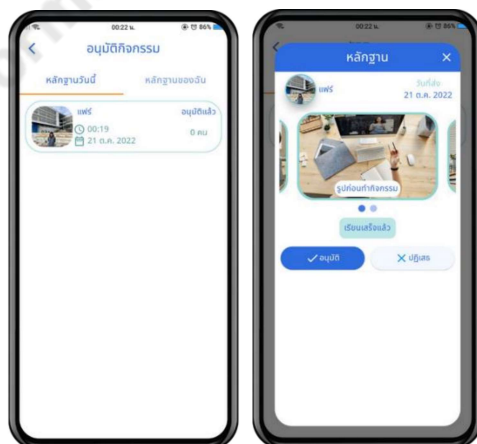 00:22 น.
86%
อนุมัติกิจกรรม
หลักฐานวันนี้
หลักฐานของฉัน
แฟร์
อนุมัติแล้ว
00:19
0 คน
21 ต.ค. 2022
00:22 น.
86%
หลักฐาน
แฟร์
วันที่ส่ง
21 ต.ค. 2022
รูปก่อนทำกิจกรรม
เรียนเสร็จแล้ว
อนุมัติ
ปฏิเสธ